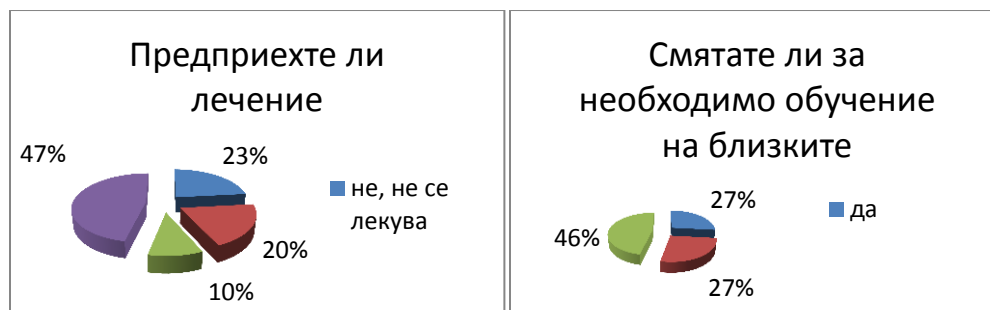 Предприехте ли
лечение
47%
23%
не, не се
лекува
20%
10%
Смятате ли за
необходимо обучение
на близките
27%
да
46%
27%